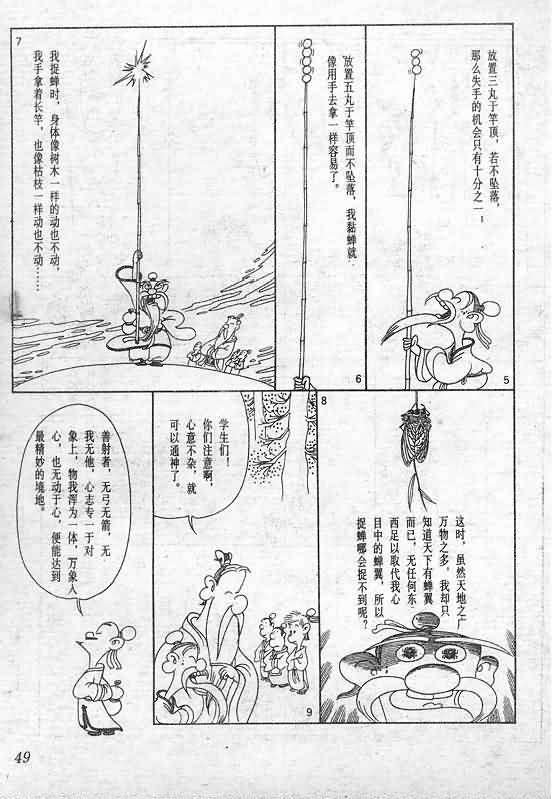 放置三丸于竿顶，若不坠落，
那么失手的机会只有十分之一！
5
放置五丸于竿顶而不坠落，我黏蝉就
像用手去拿一样容易了。
6
7
我捉蝉时，身体像树木一样的动也不动，
我手拿着长竿，也像枯枝一样动也不动……
8
这时，虽然天地之广
万物之多，我却只
知道天下有蝉翼
而已，无任何东
西足以取代我心
目中的蝉翼，所以
捉蝉哪会捉不到呢？
学生们！
你们注意啊，
心意不杂，就
可以通神了。
9
善射者，无弓无箭，无
我无他，心志专一于对
象上，物我浑为一体，万象入
心，也无动于心，便能达到
最精妙的境地。
49